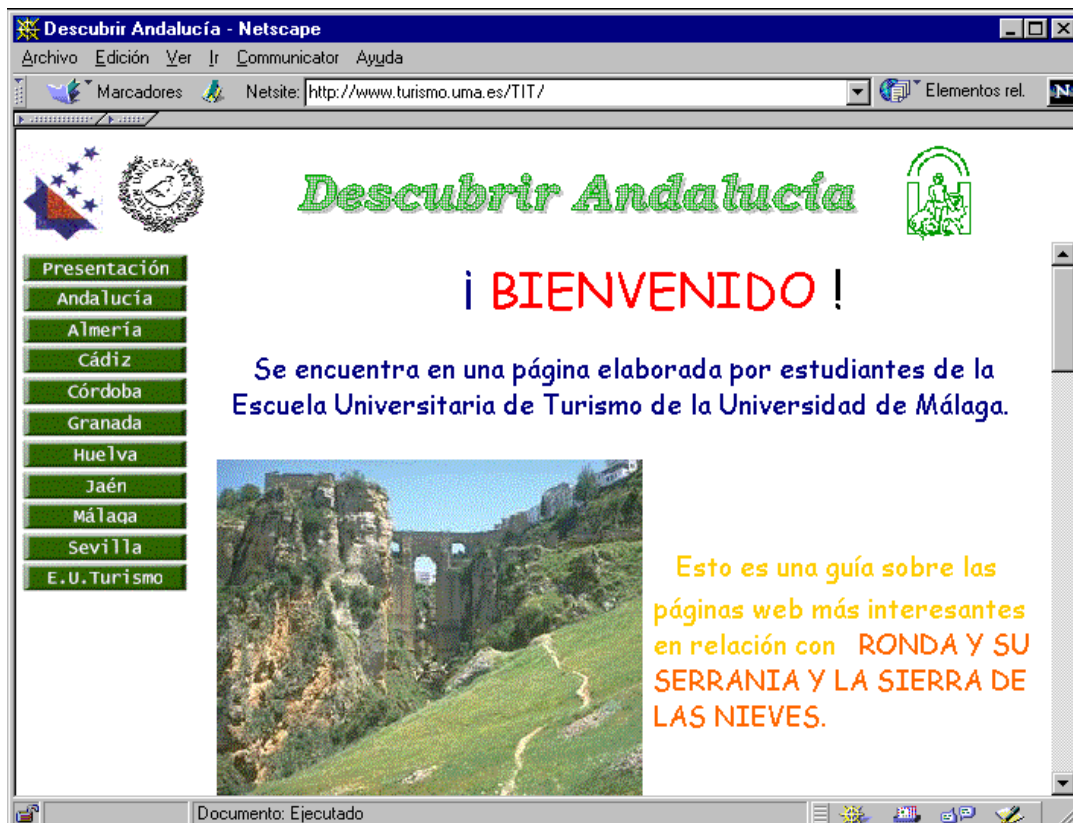 Descubrir Andalucía - Netscape
Archivo Edición Ver Ir Communicator Ayuda
Marcadores Netsite: http://www.turismo.uma.es/TIT/ Elementos rel.
N
Descubrir Andalucía
Presentación
Andalucía
Almería
Cádiz
Córdoba
Granada
Huelva
Jaén
Málaga
Sevilla
E.U.Turismo
¡ BIENVENIDO !
Se encuentra en una página elaborada por estudiantes de la
Escuela Universitaria de Turismo de la Universidad de Málaga.
Esto es una guía sobre las
páginas web más interesantes
en relación con RONDA Y SU
SERRANIA Y LA SIERRA DE
LAS NIEVES.
Documento: Ejecutado